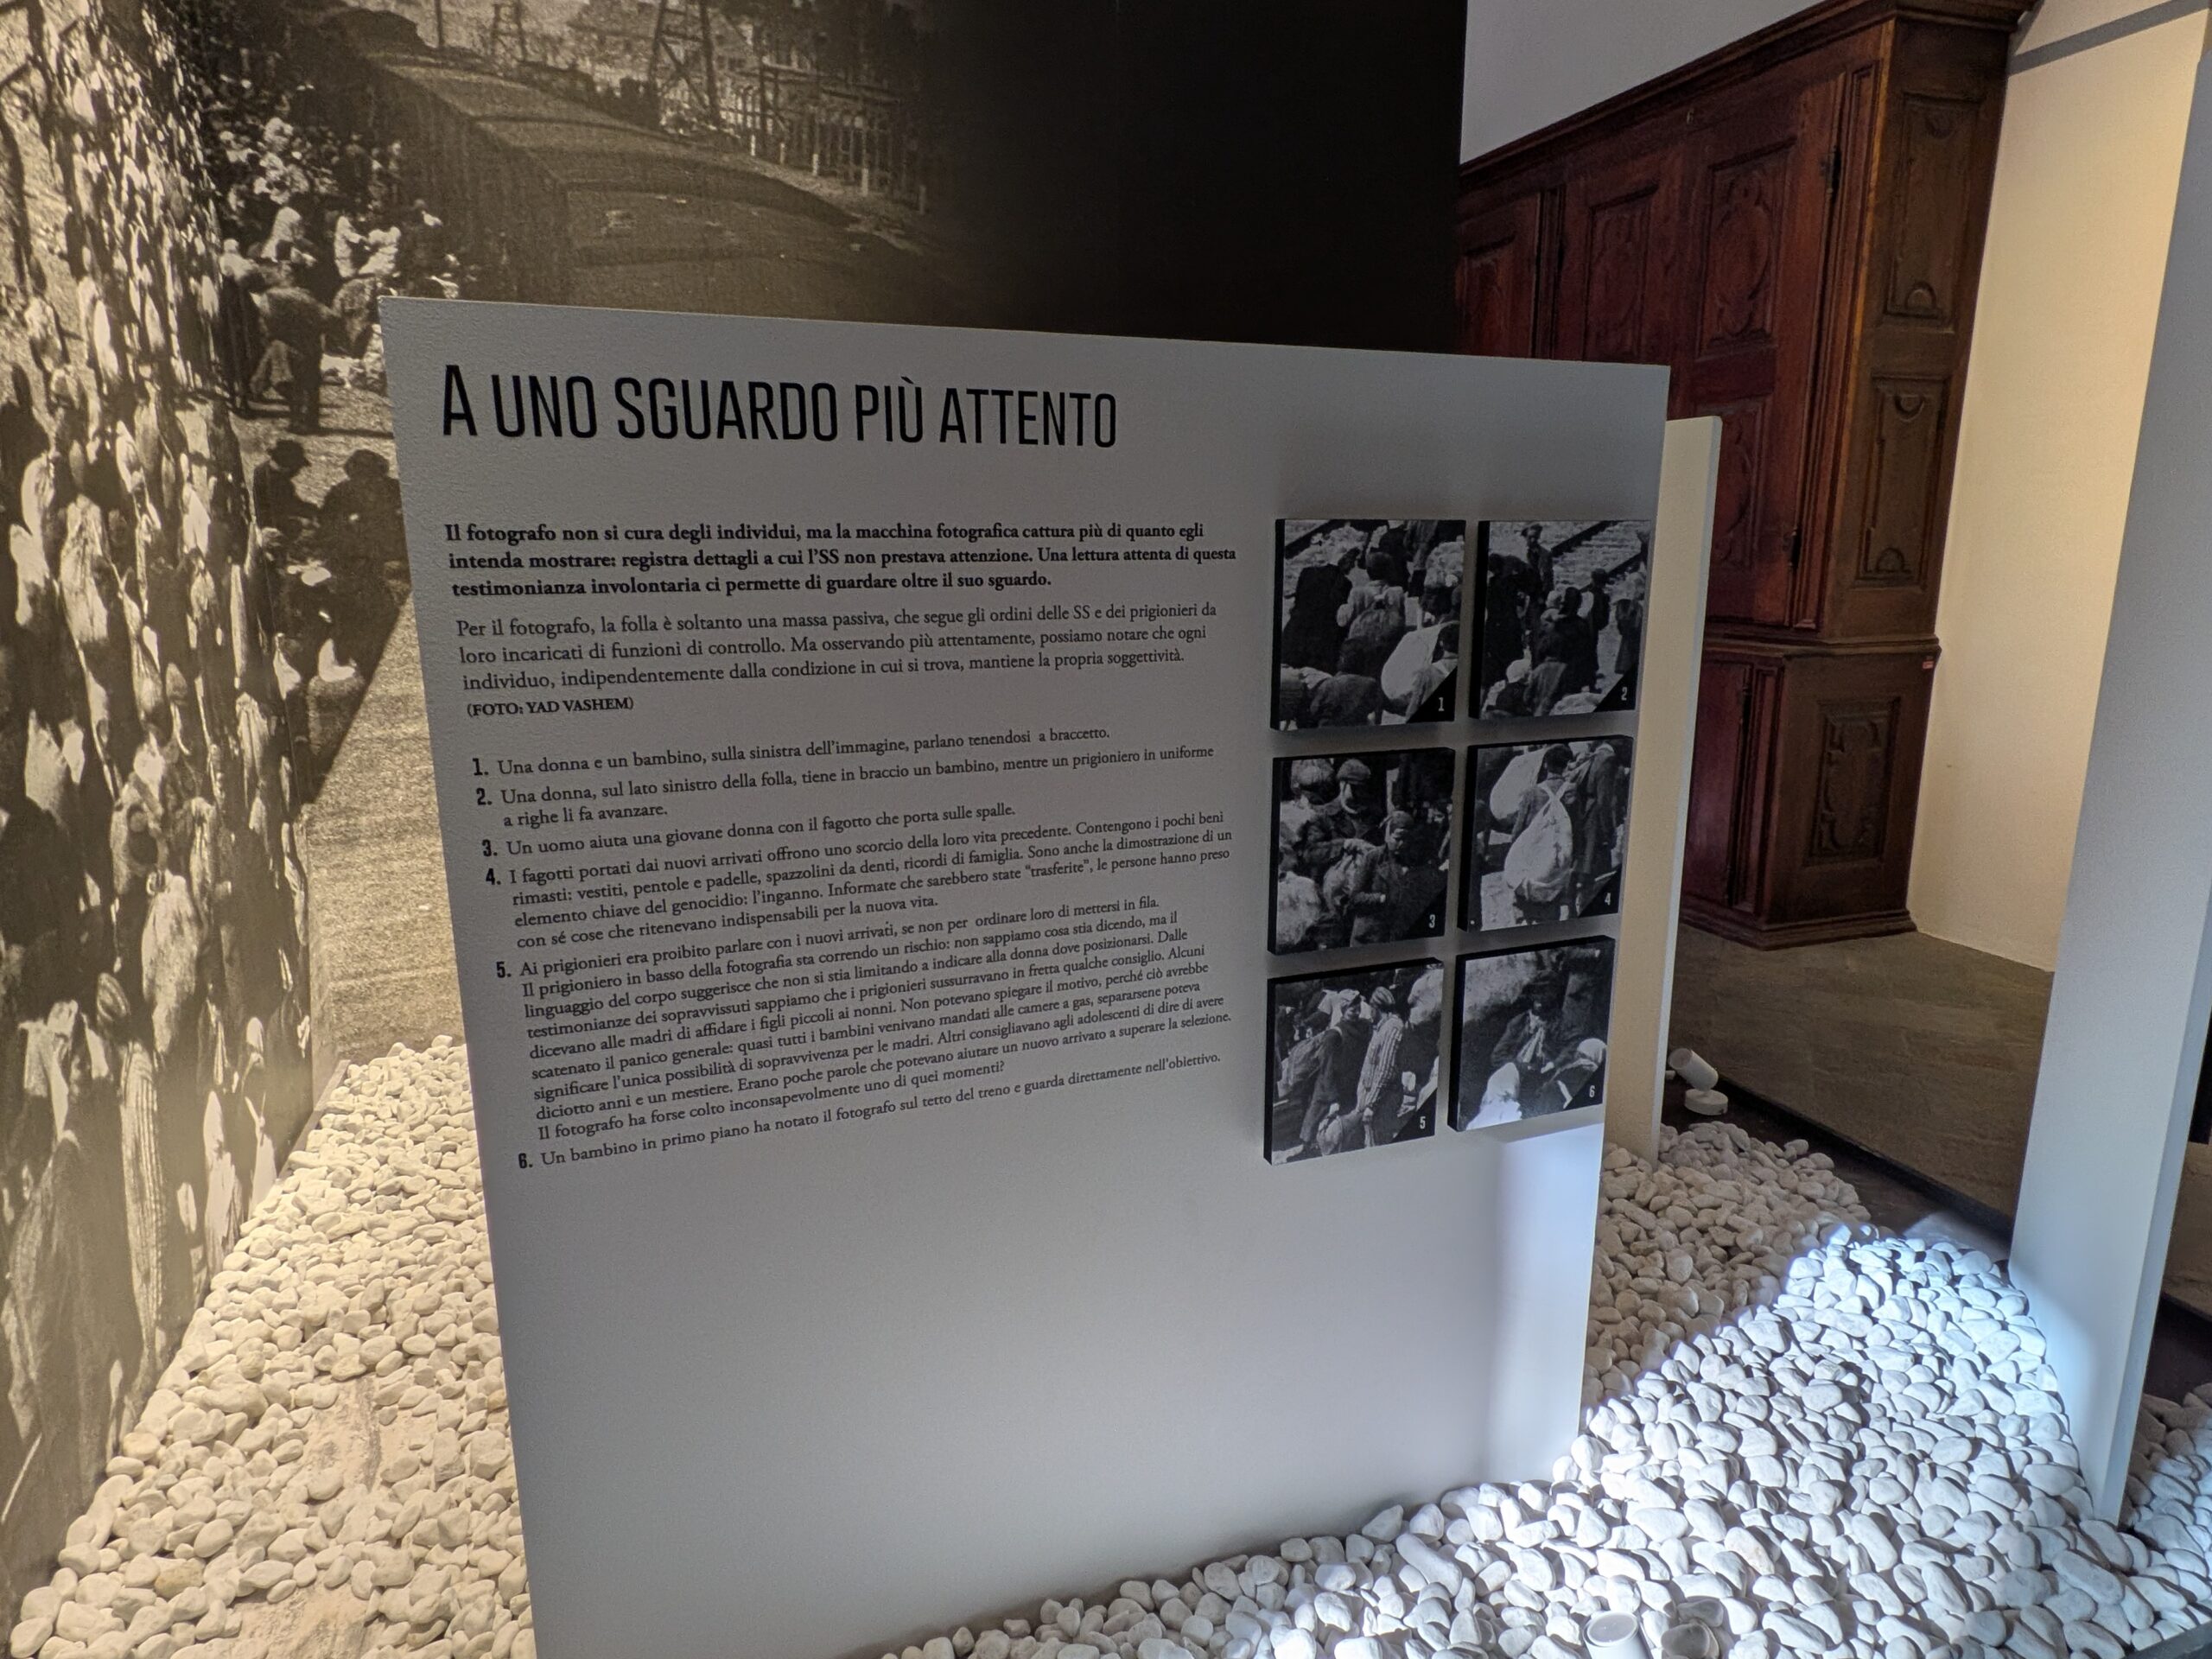 A UNO SGUARDO PIÙ ATTENTO
Il fotografo non si cura degli individui, ma la macchina fotografica cattura più di quanto egli
intenda mostrare: registra dettagli a cui l'SS non prestava attenzione. Una lettura attenta di questa
testimonianza involontaria ci permette di guardare oltre il suo sguardo.
Per il fotografo, la folla è soltanto una massa passiva, che segue gli ordini delle SS e dei prigionieri da
loro incaricati di funzioni di controllo. Ma osservando più attentamente, possiamo notare che ogni
individuo, indipendentemente dalla condizione in cui si trova, mantiene la propria soggettività.
(FOTO: YAD VASHEM)
1. Una donna e un bambino, sulla sinistra dell'immagine, parlano tenendosi a braccetto.
2. Una donna, sul lato sinistro della folla, tiene in braccio un bambino, mentre un prigioniero in uniforme
a righe li fa avanzare.
3. Un uomo aiuta una giovane donna con il fagotto che porta sulle spalle.
4. I fagotti portati dai nuovi arrivati offrono uno scorcio della loro vita precedente. Contengono i pochi beni
rimasti: vestiti, pentole e padelle, spazzolini da denti, ricordi di famiglia. Sono anche la dimostrazione di un
elemento chiave del genocidio: l'inganno. Informate che sarebbero state "trasferite", le persone hanno preso
con sé cose che ritenevano indispensabili per la nuova vita.
5. Ai prigionieri era proibito parlare con i nuovi arrivati, se non per ordinare loro di mettersi in fila.
Il prigioniero in basso della fotografia sta correndo un rischio: non sappiamo cosa stia dicendo, ma il
linguaggio del corpo suggerisce che non si stia limitando a indicare alla donna dove posizionarsi. Dalle
testimonianze dei sopravvissuti sappiamo che i prigionieri sussurravano in fretta qualche consiglio. Alcuni
dicevano alle madri di affidare i figli piccoli ai nonni. Non potevano spiegare il motivo, perché ciò avrebbe
scatenato il panico generale: quasi tutti i bambini venivano mandati alle camere a gas, separarsene poteva
significare l'unica possibilità di sopravvivenza per le madri. Altri consigliavano agli adolescenti di dire di avere
diciotto anni e un mestiere. Erano poche parole che potevano aiutare un nuovo arrivato a superare la selezione.
Il fotografo ha forse colto inconsapevolmente uno di quei momenti?
6. Un bambino in primo piano ha notato il fotografo sul tetto del treno e guarda direttamente nell'obiettivo.
1
2
3
4
5
6